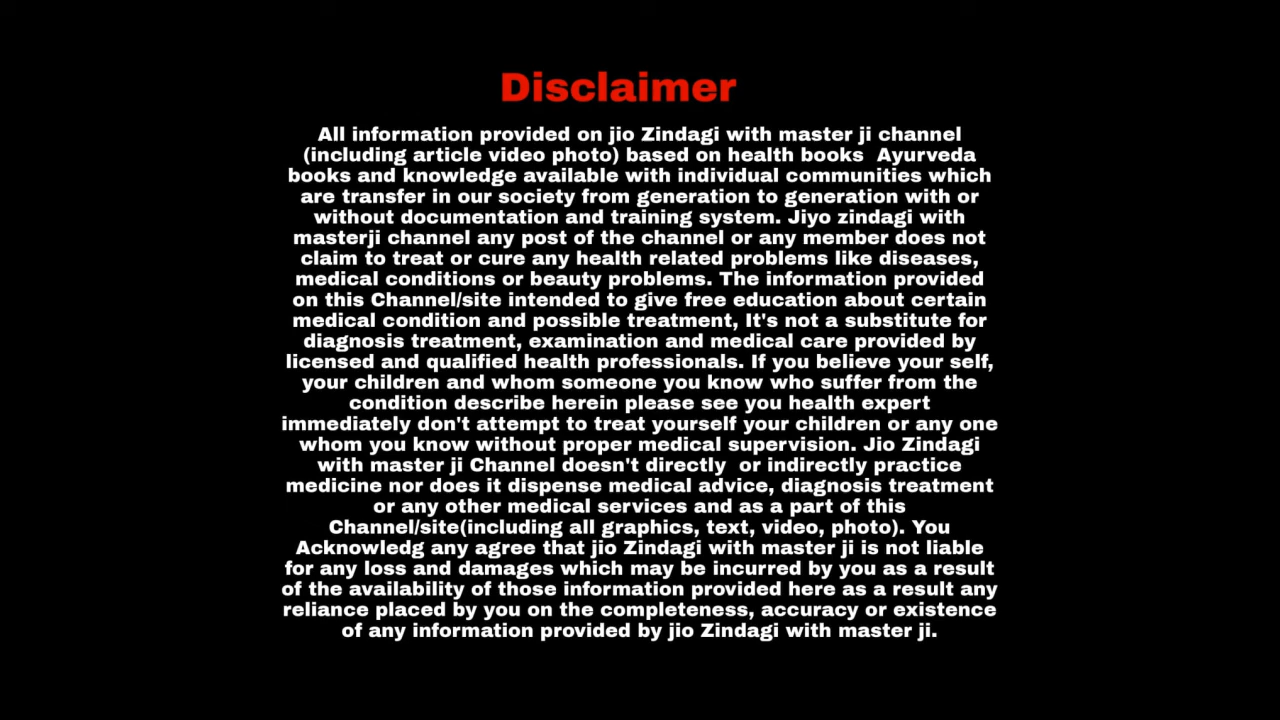 Disclaimer
All information provided on jio Zindagi with master ji channel
(including article video photo) based on health books  Ayurveda
books and knowledge available with individual communities which
are transfer in our society from generation to generation with or
without documentation and training system. Jiyo zindagi with
masterji channel any post of the channel or any member does not
claim to treat or cure any health related problems like diseases,
medical conditions or beauty problems. The information provided
on this Channel/site intended to give free education about certain
medical condition and possible treatment, It's not a substitute for
diagnosis treatment, examination and medical care provided by
licensed and qualified health professionals. If you believe your self,
your children and whom someone you know who suffer from the
condition describe herein please see you health expert
immediately don't attempt to treat yourself your children or any one
whom you know without proper medical supervision. Jio Zindagi
with master ji Channel doesn't directly  or indirectly practice
medicine nor does it dispense medical advice, diagnosis treatment
or any other medical services and as a part of this
Channel/site(including all graphics, text, video, photo). You
Acknowledg any agree that jio Zindagi with master ji is not liable
for any loss and damages which may be incurred by you as a result
of the availability of those information provided here as a result any
reliance placed by you on the completeness, accuracy or existence
of any information provided by jio Zindagi with master ji.